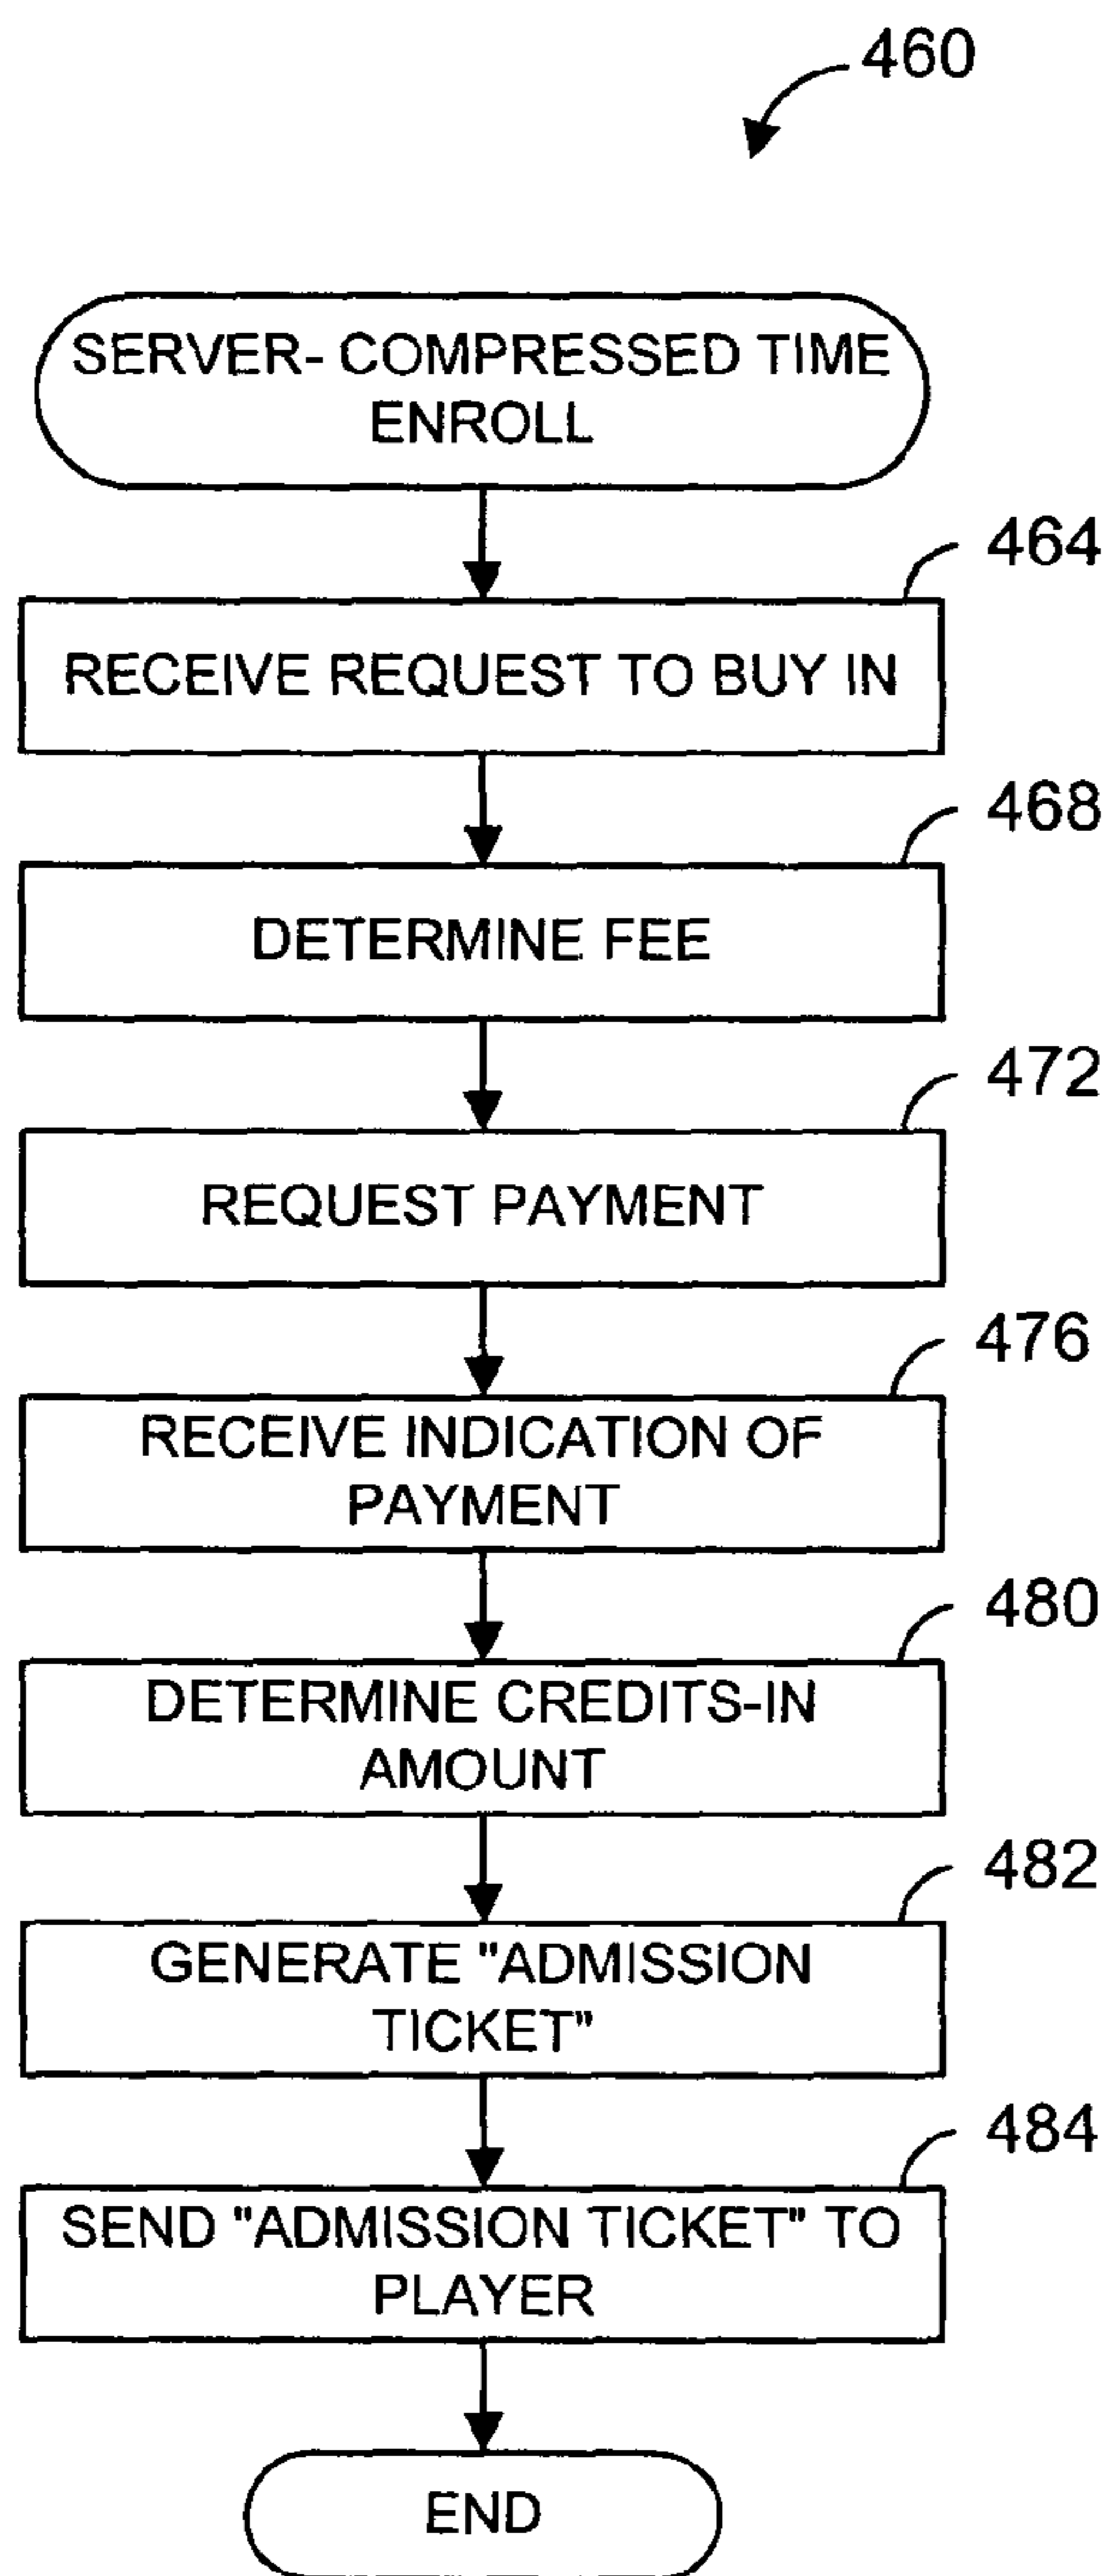 460
SERVER- COMPRESSED TIME
ENROLL
464
RECEIVE REQUEST TO BUY IN
468
DETERMINE FEE
472
REQUEST PAYMENT
476
RECEIVE INDICATION OF
PAYMENT
480
DETERMINE CREDITS-IN
AMOUNT
482
GENERATE "ADMISSION
TICKET"
484
SEND "ADMISSION TICKET" TO
PLAYER
END